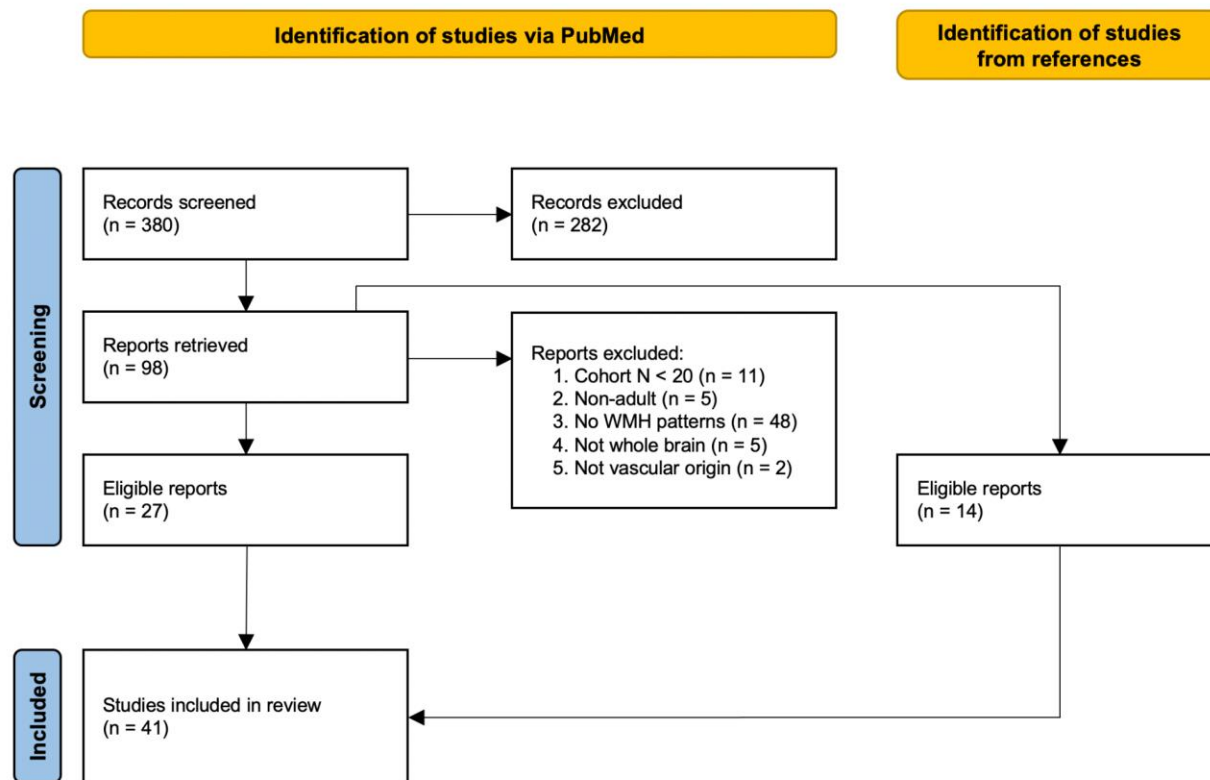 Identification of studies via PubMed
Identification of studies
from references
Screening
Records screened
(n = 380)
Records excluded
(n = 282)
Reports retrieved
(n = 98)
Reports excluded:
1. Cohort N < 20 (n = 11)
2. Non-adult (n = 5)
3. No WMH patterns (n = 48)
4. Not whole brain (n = 5)
5. Not vascular origin (n = 2)
Eligible reports
(n = 27)
Eligible reports
(n = 14)
Included
Studies included in review
(n = 41)